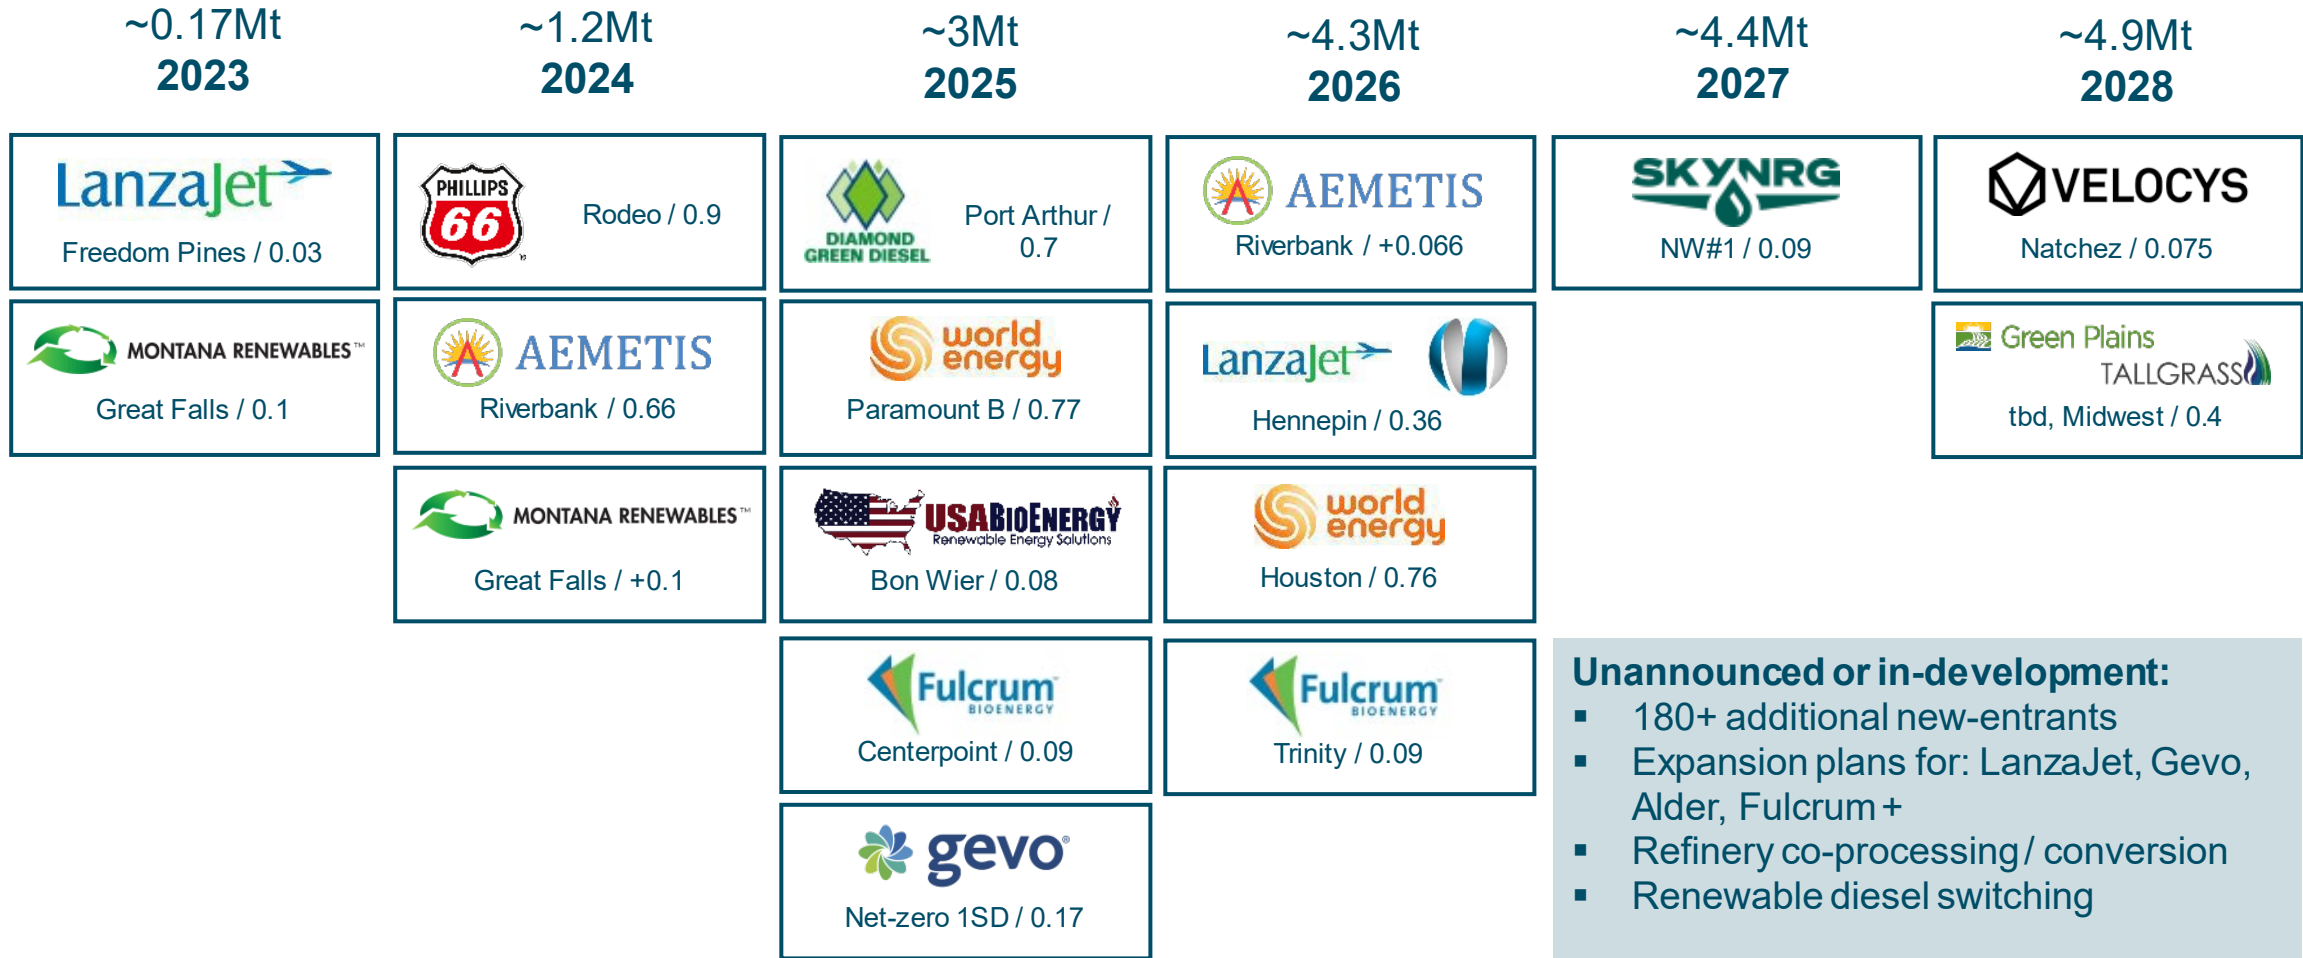 ~0.17Mt
2023
~1.2Mt
2024
~3Mt
2025
~4.3Mt
2026
~4.4Mt
2027
~4.9Mt
2028
LanzaJet
Freedom Pines / 0.03
MONTANA RENEWABLES™
Great Falls / 0.1
PHILLIPS
66
Rodeo / 0.9
AEMETIS
Riverbank / 0.66
MONTANA RENEWABLES™
Great Falls / +0.1
DIAMOND
GREEN DIESEL
Port Arthur /
0.7
world
energy
Paramount B / 0.77
USABIOENERGY
Renewable Energy Solutions
Bon Wier / 0.08
Fulcrum™
BIOENERGY
Centerpoint / 0.09
gevo®
Net-zero 1SD / 0.17
AEMETIS
Riverbank / +0.066
LanzaJet
Hennepin / 0.36
world
energy
Houston / 0.76
Fulcrum™
BIOENERGY
Trinity / 0.09
SKYNRG
NW#1 / 0.09
VELOCYS
Natchez / 0.075
Green Plains
TALLGRASS
tbd, Midwest / 0.4
Unannounced or in-development:
▪ 180+ additional new-entrants
▪ Expansion plans for: LanzaJet, Gevo,
Alder, Fulcrum +
▪ Refinery co-processing / conversion
▪ Renewable diesel switching